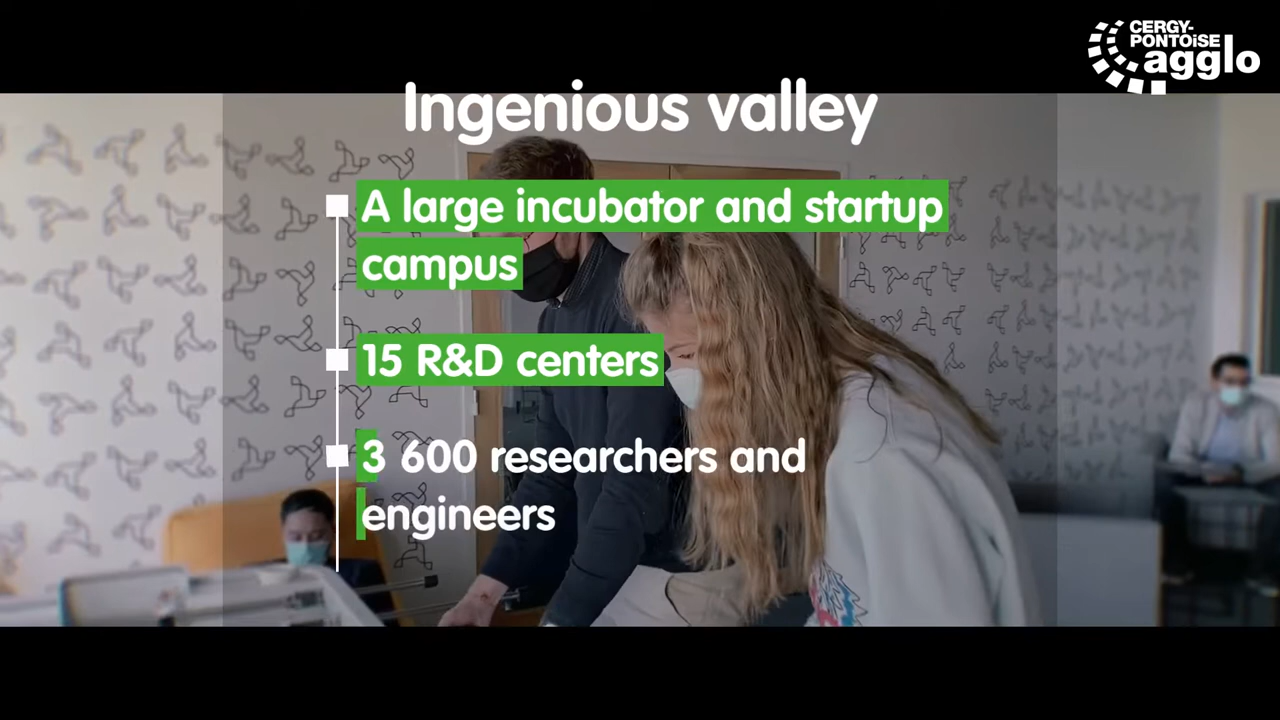 CERGY-
PONTOiSE
agglo
Ingenious valley
A large incubator and startup
campus
15 R&D centers
3 600 researchers and
engineers